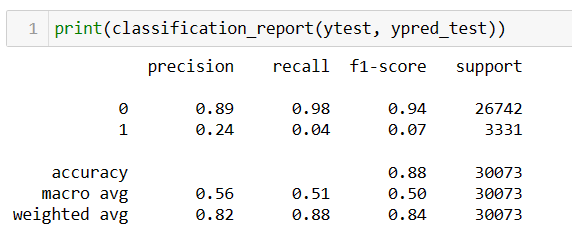 1 print(classification_report(ytest, ypred_test))
precision recall f1-score support
0 0.89 0.98 0.94 26742
1 0.24 0.04 0.07 3331
accuracy 0.88 30073
macro avg 0.56 0.51 0.50 30073
weighted avg 0.82 0.88 0.84 30073